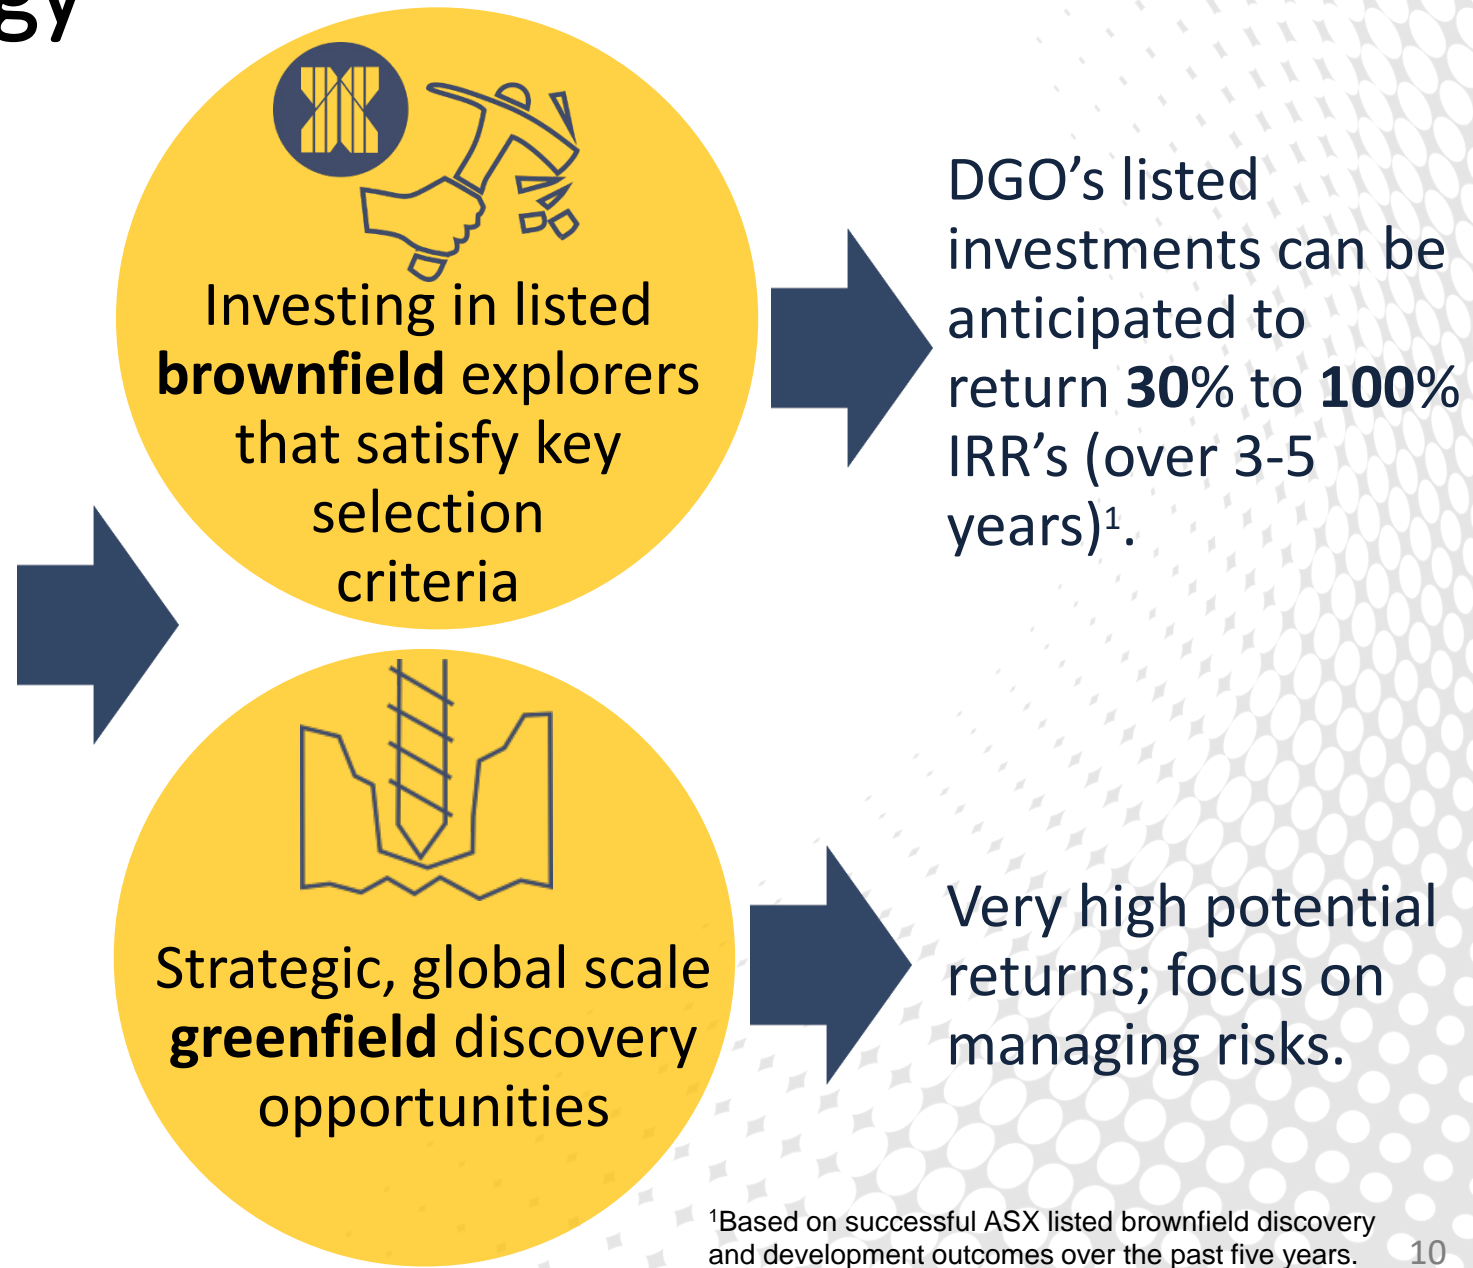 gy
Investing in listed
brownfield explorers
that satisfy key
selection
criteria
DGO’s listed
investments can be
anticipated to
return 30% to 100%
IRR’s (over 3-5
years)¹.
Strategic, global scale
greenfield discovery
opportunities
Very high potential
returns; focus on
managing risks.
¹Based on successful ASX listed brownfield discovery
and development outcomes over the past five years.
10